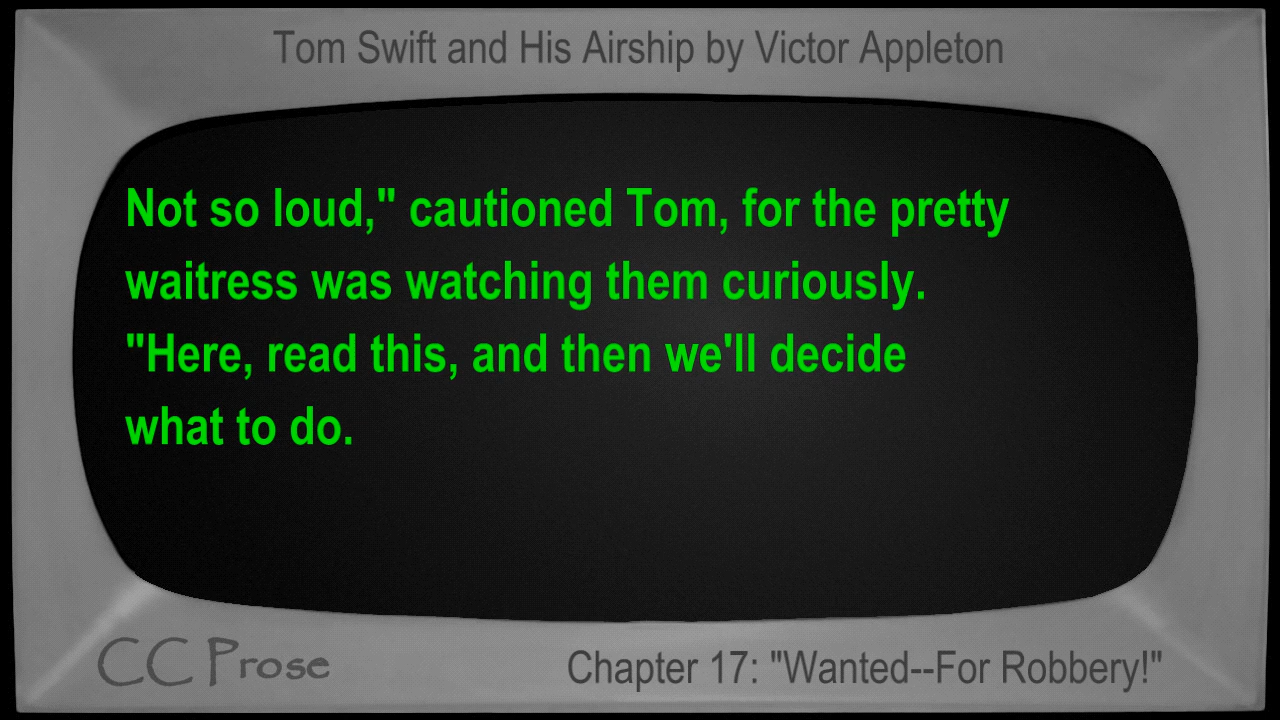 Tom Swift and His Airship by Victor Appleton
Not so loud," cautioned Tom, for the pretty
waitress was watching them curiously.
"Here, read this, and then we'll decide
what to do.
CC Prose
Chapter 17: "Wanted--For Robbery!"